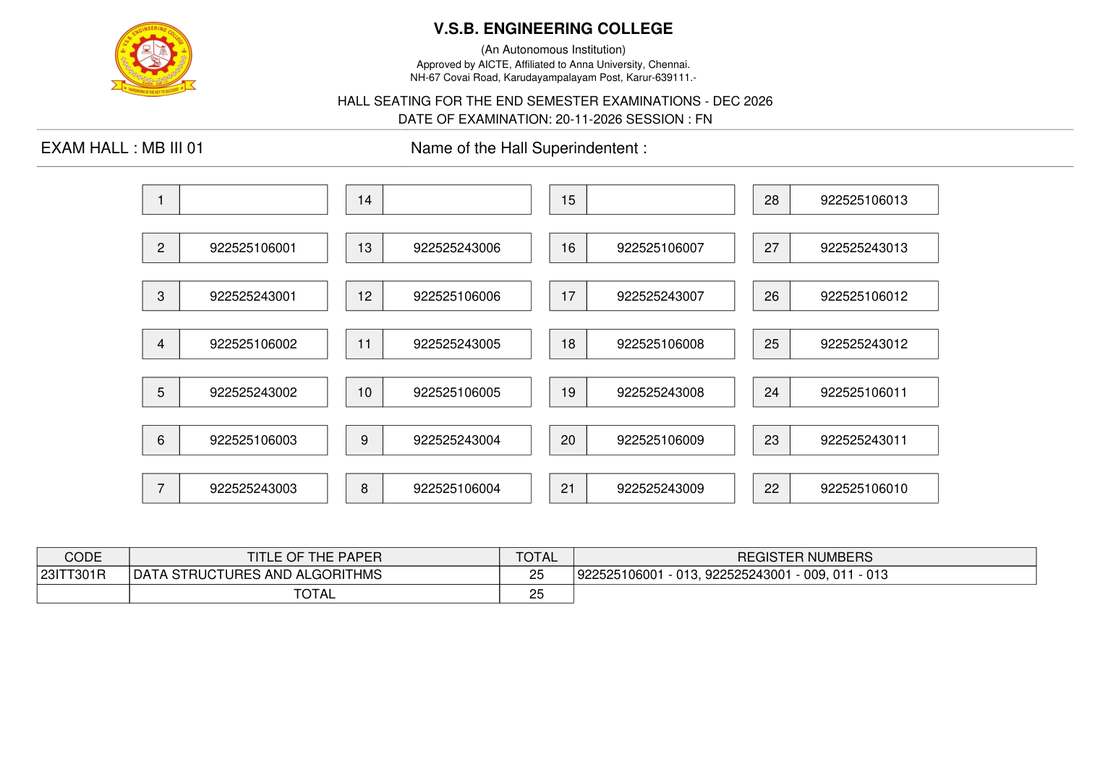 V.S.B. ENGINEERING COLLEGE
(An Autonomous Institution)
Approved by AICTE, Affiliated to Anna University, Chennai.
NH-67 Covai Road, Karudayampalayam Post, Karur-639111.-
HALL SEATING FOR THE END SEMESTER EXAMINATIONS - DEC 2026
DATE OF EXAMINATION: 20-11-2026 SESSION : FN
EXAM HALL : MB III 01 Name of the Hall Superindentent :
1 14 15 28 922525106013
2 922525106001 13 922525243006 16 922525106007 27 922525243013
3 922525243001 12 922525106006 17 922525243007 26 922525106012
4 922525106002 11 922525243005 18 922525106008 25 922525243012
5 922525243002 10 922525106005 19 922525243008 24 922525106011
6 922525106003 9 922525243004 20 922525106009 23 922525243011
7 922525243003 8 922525106004 21 922525243009 22 922525106010
CODE TITLE OF THE PAPER TOTAL REGISTER NUMBERS
23ITT301R DATA STRUCTURES AND ALGORITHMS 25 922525106001 - 013, 922525243001 - 009, 011 - 013
TOTAL 25